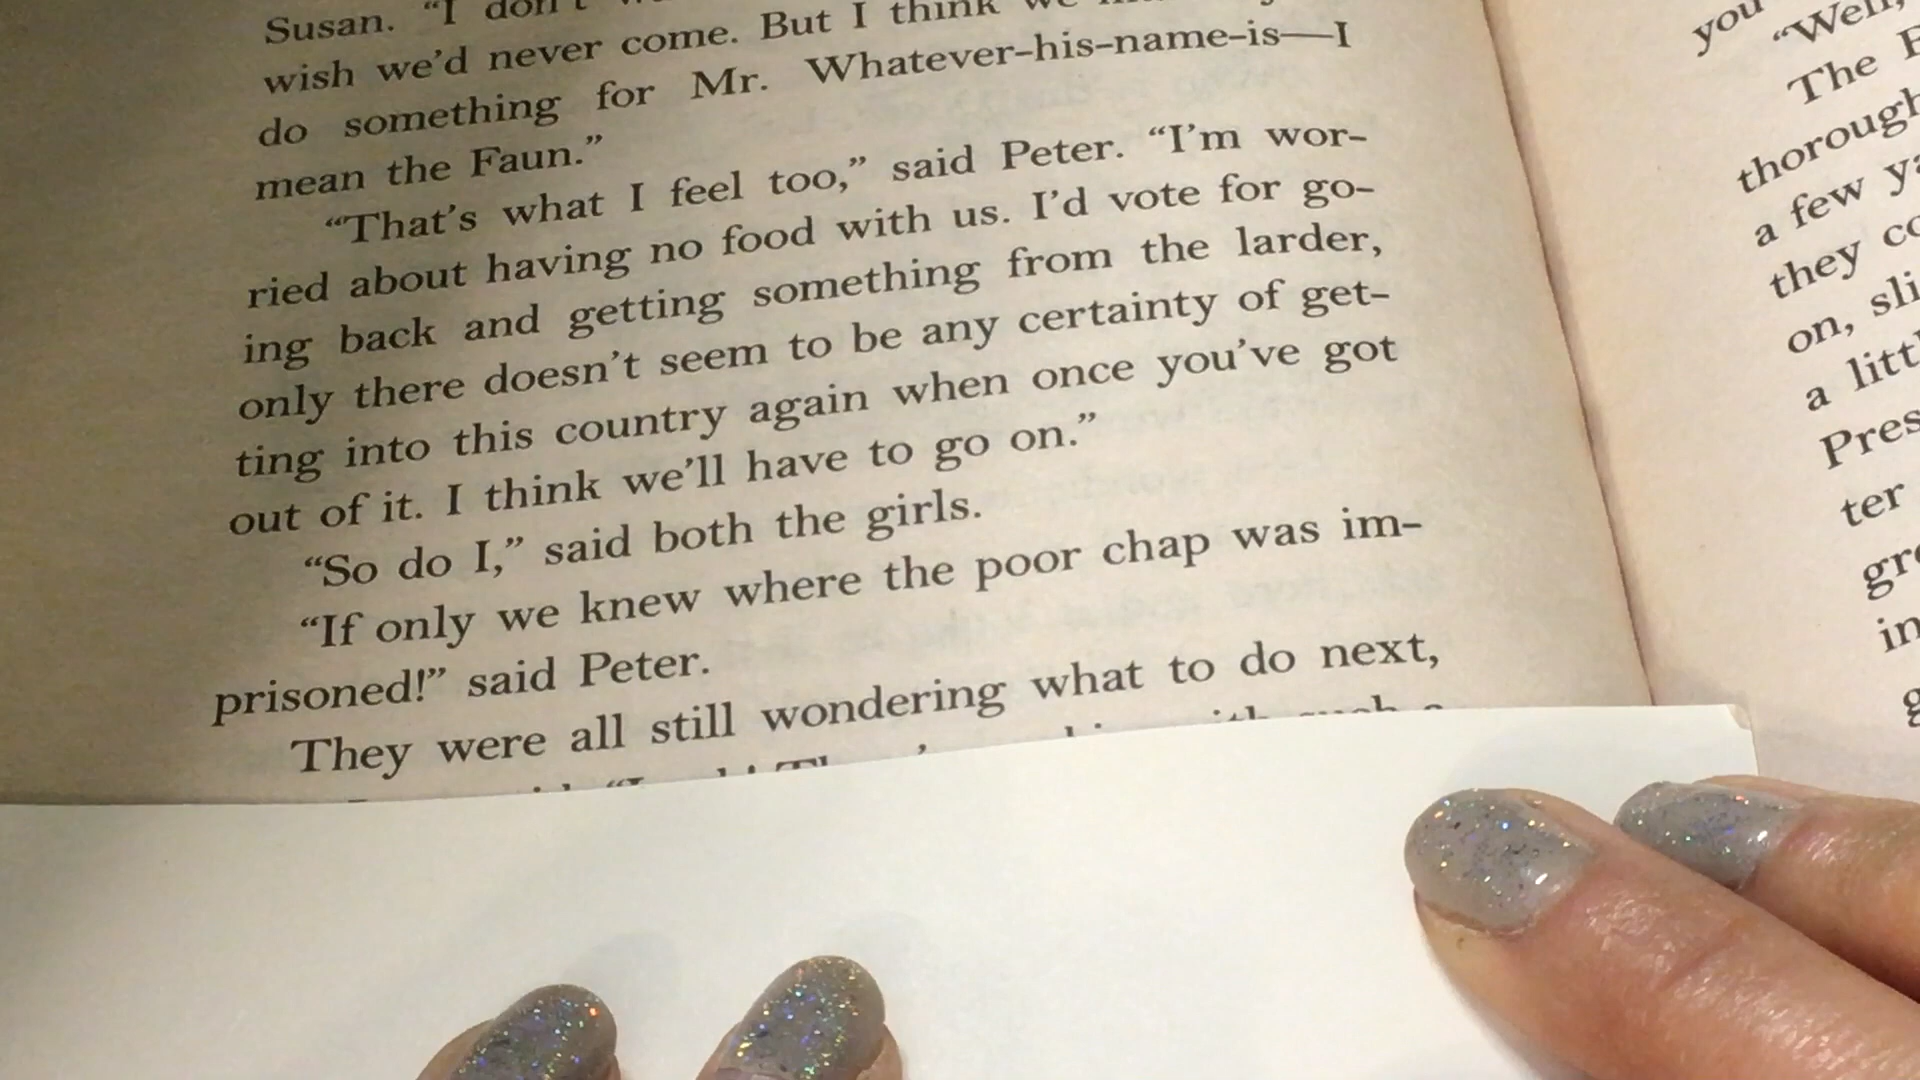 Susan. "I don't
wish we'd never come. But I think we
do something for Mr. Whatever-his-name-is—I
mean the Faun."
"That's what I feel too," said Peter. "I'm wor-
ried about having no food with us. I'd vote for go-
ing back and getting something from the larder,
only there doesn't seem to be any certainty of get-
ting into this country again when once you've got
out of it. I think we'll have to go on."
"So do I," said both the girls.
"If only we knew where the poor chap was im-
prisoned!" said Peter.
They were all still wondering what to do next,
you
"Well,
The
thorough
a few
they
on,
a
Pres
ter
gre
in
g